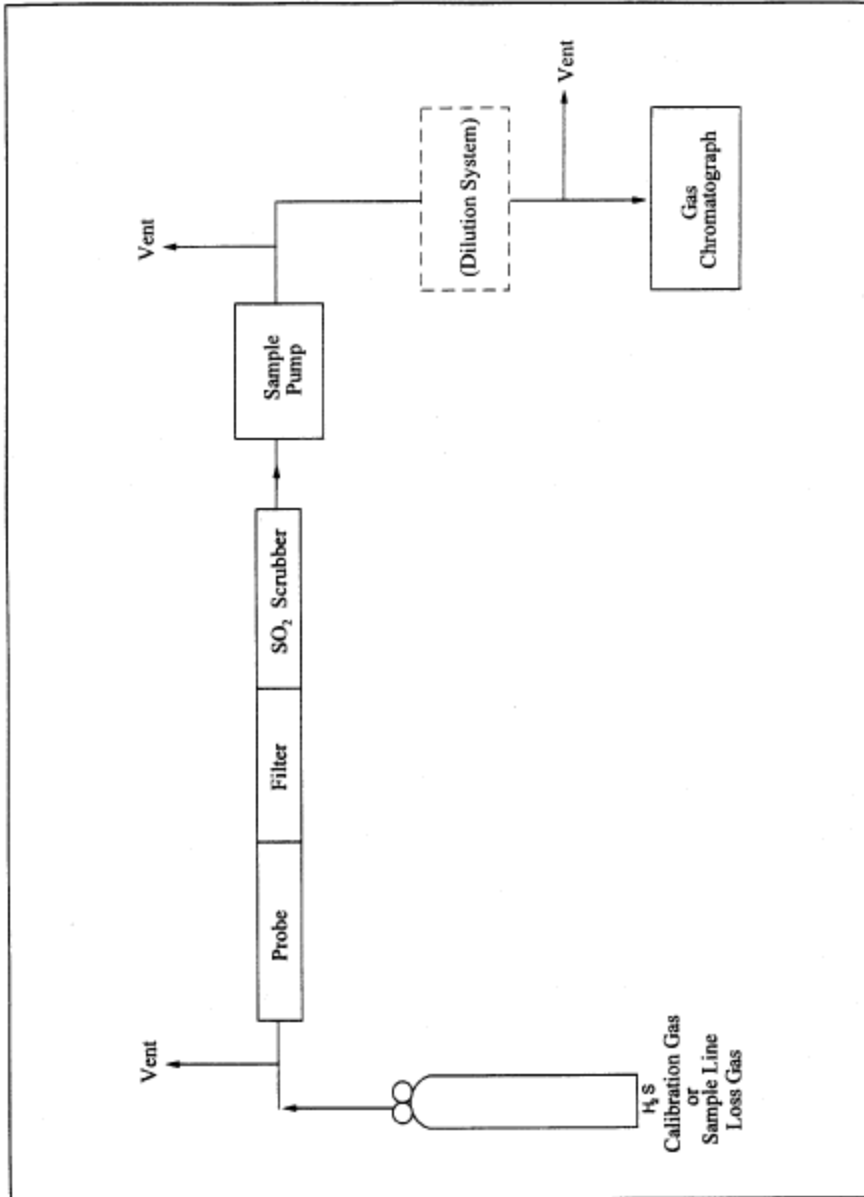 Vent
Vent
Vent
Probe
Filter
SO₂ Scrubber
Sample
Pump
(Dilution System)
Gas
Chromatograph
H₂S
Calibration Gas
or
Sample Line
Loss Gas